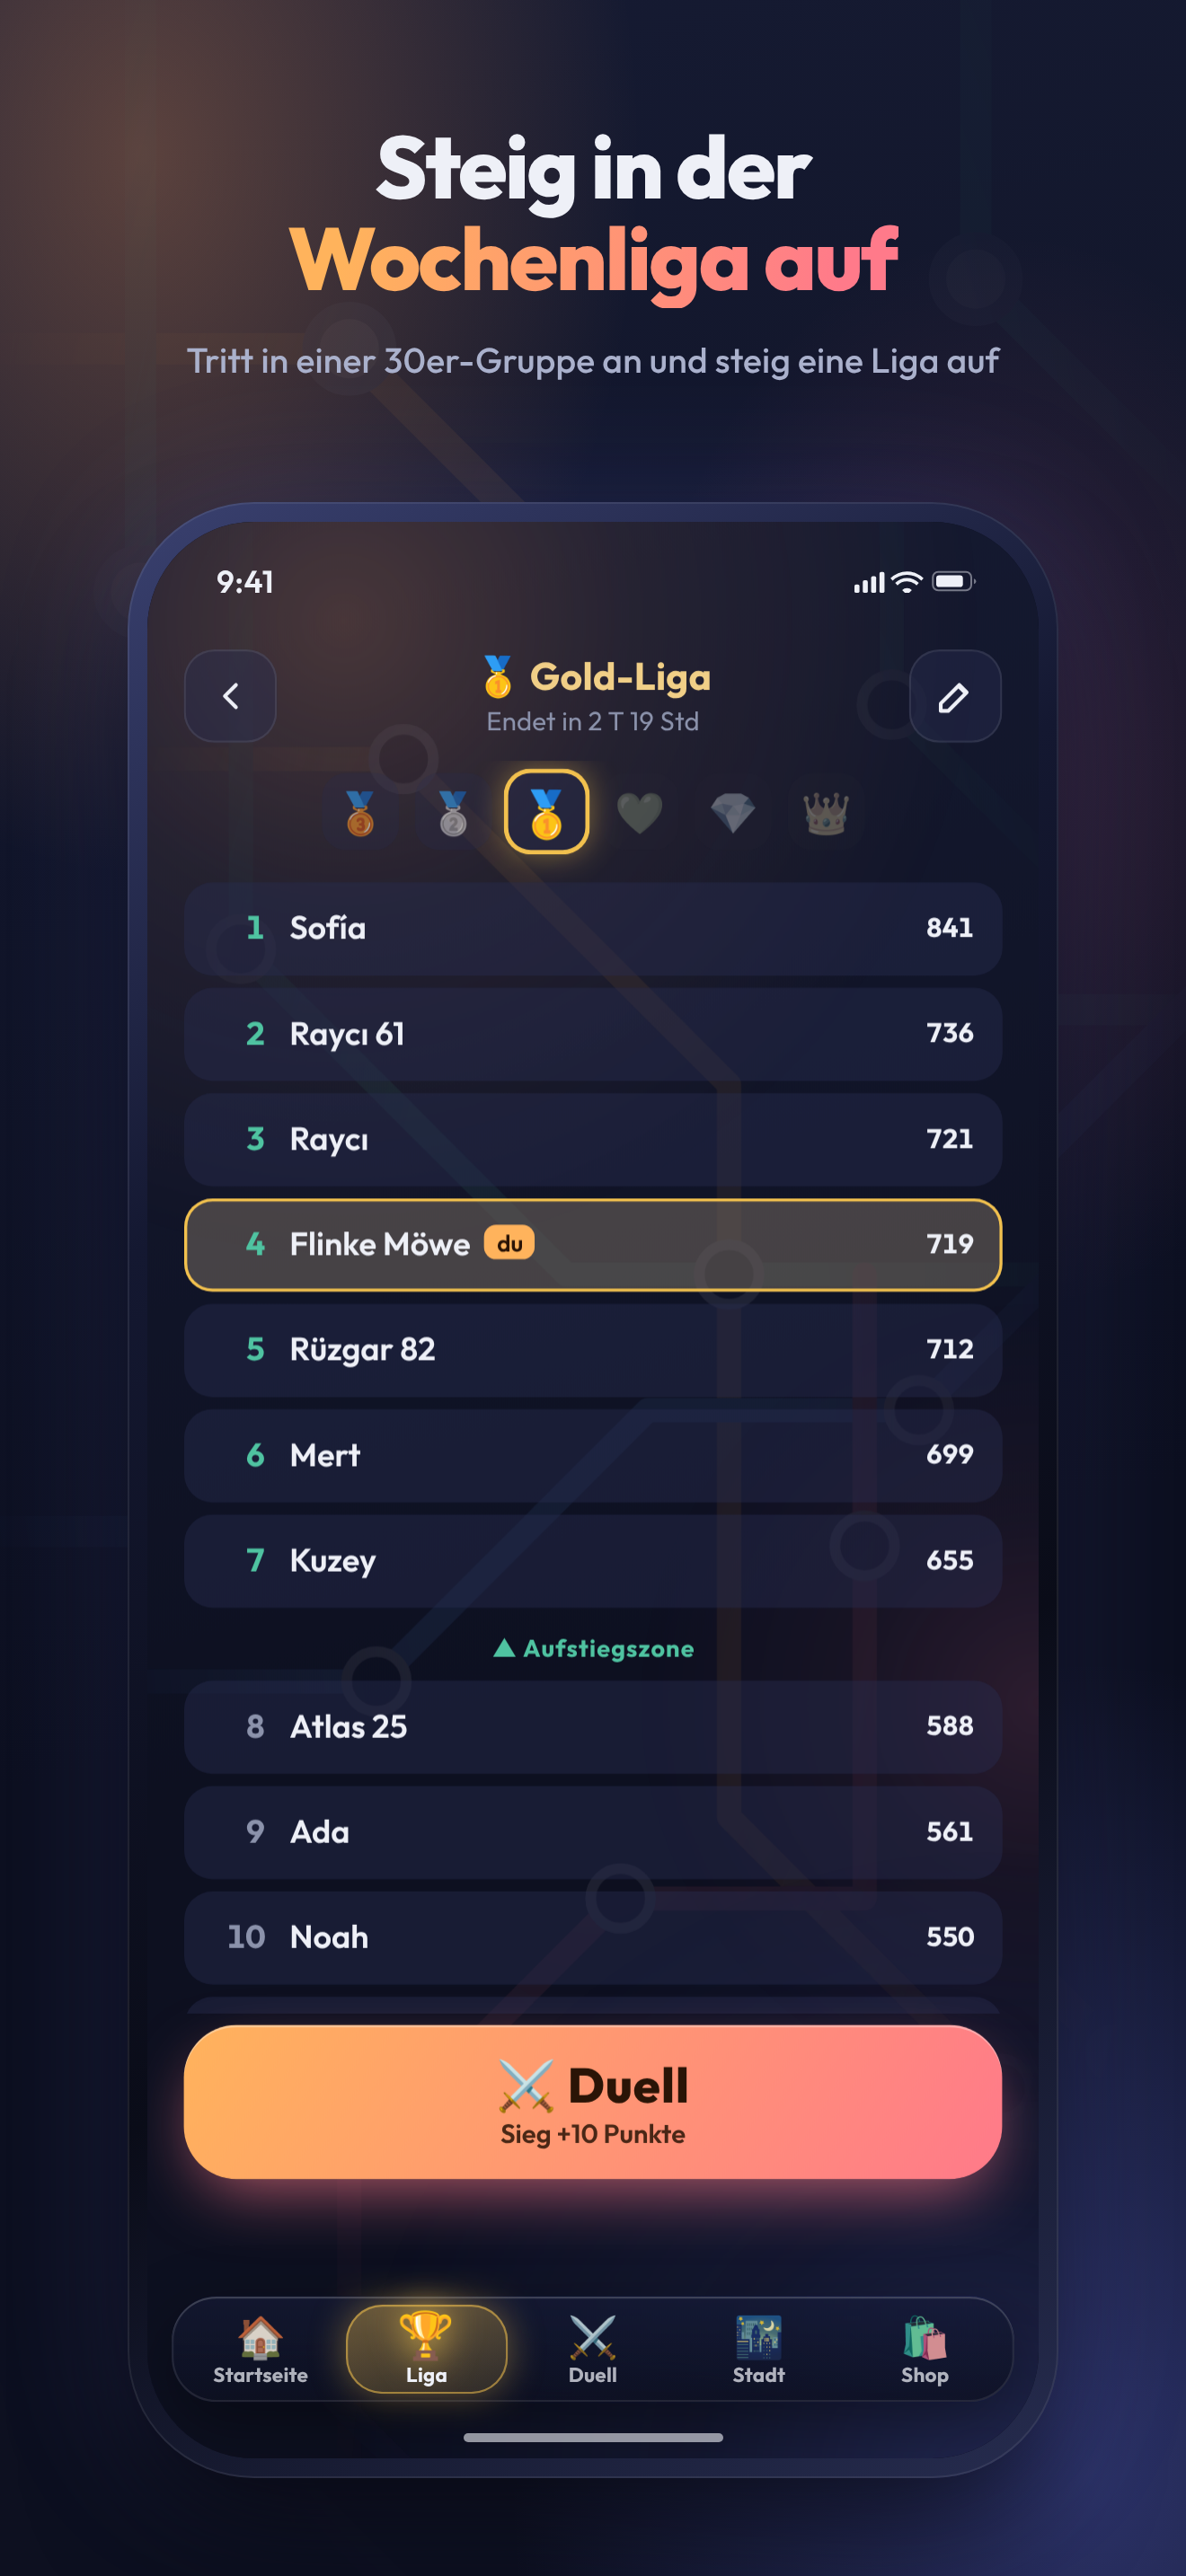 Steig in der
Wochenliga auf
Tritt in einer 30er-Gruppe an und steig eine Liga auf
9:41
🥇 Gold-Liga
Endet in 2 T 19 Std
1 Sofía 841
2 Raycı 61 736
3 Raycı 721
4 Flinke Möwe du 719
5 Rüzgar 82 712
6 Mert 699
7 Kuzey 655
▲ Aufstiegszone
8 Atlas 25 588
9 Ada 561
10 Noah 550
⚔️ Duell
Sieg +10 Punkte
Startseite Liga Duell Stadt Shop